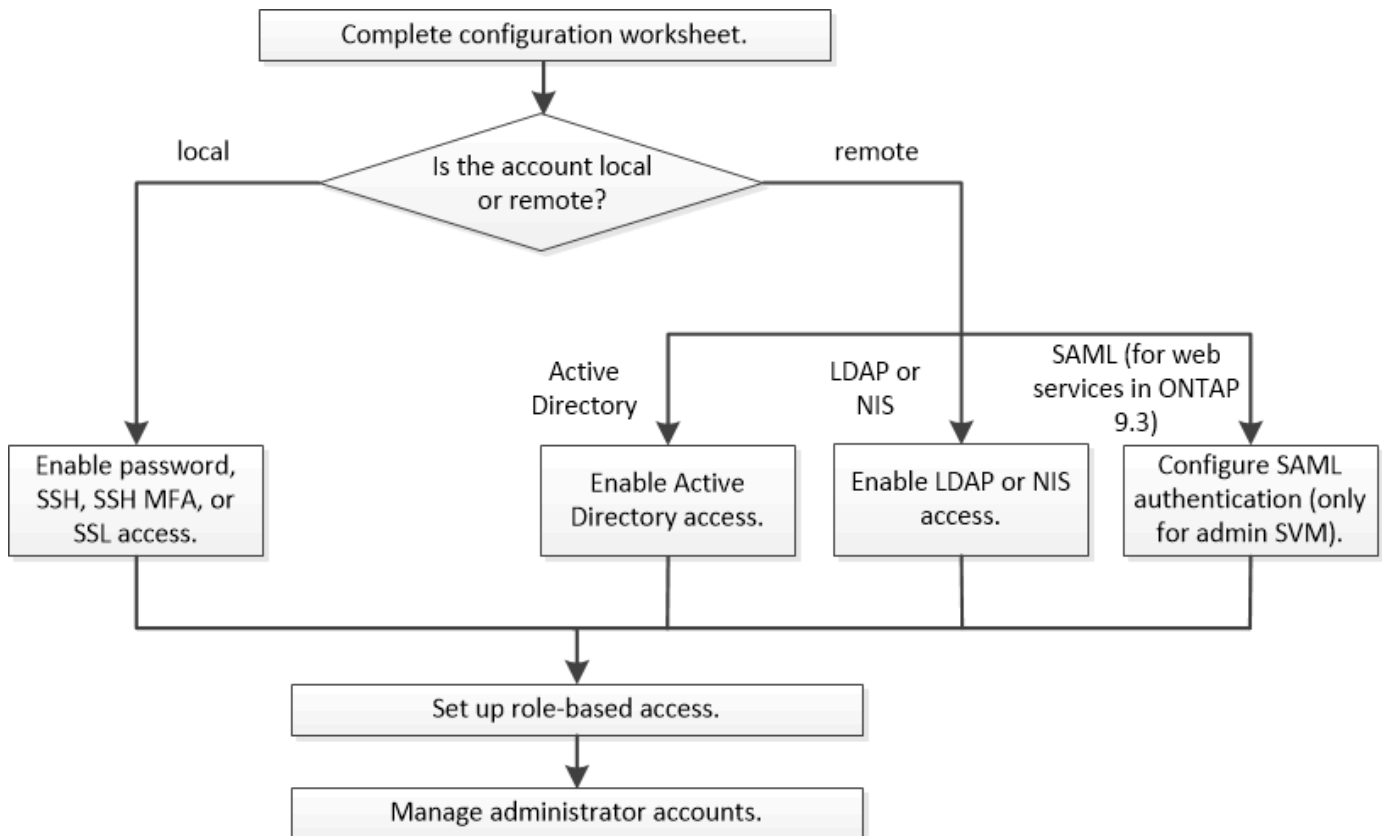 Complete configuration worksheet.
local
remote
Is the account local
or remote?
Active
Directory
LDAP or
NIS
SAML (for web
services in ONTAP
9.3)
Enable password,
SSH, SSH MFA, or
SSL access.
Enable Active
Directory access.
Enable LDAP or NIS
access.
Configure SAML
authentication (only
for admin SVM).
Set up role-based access.
Manage administrator accounts.